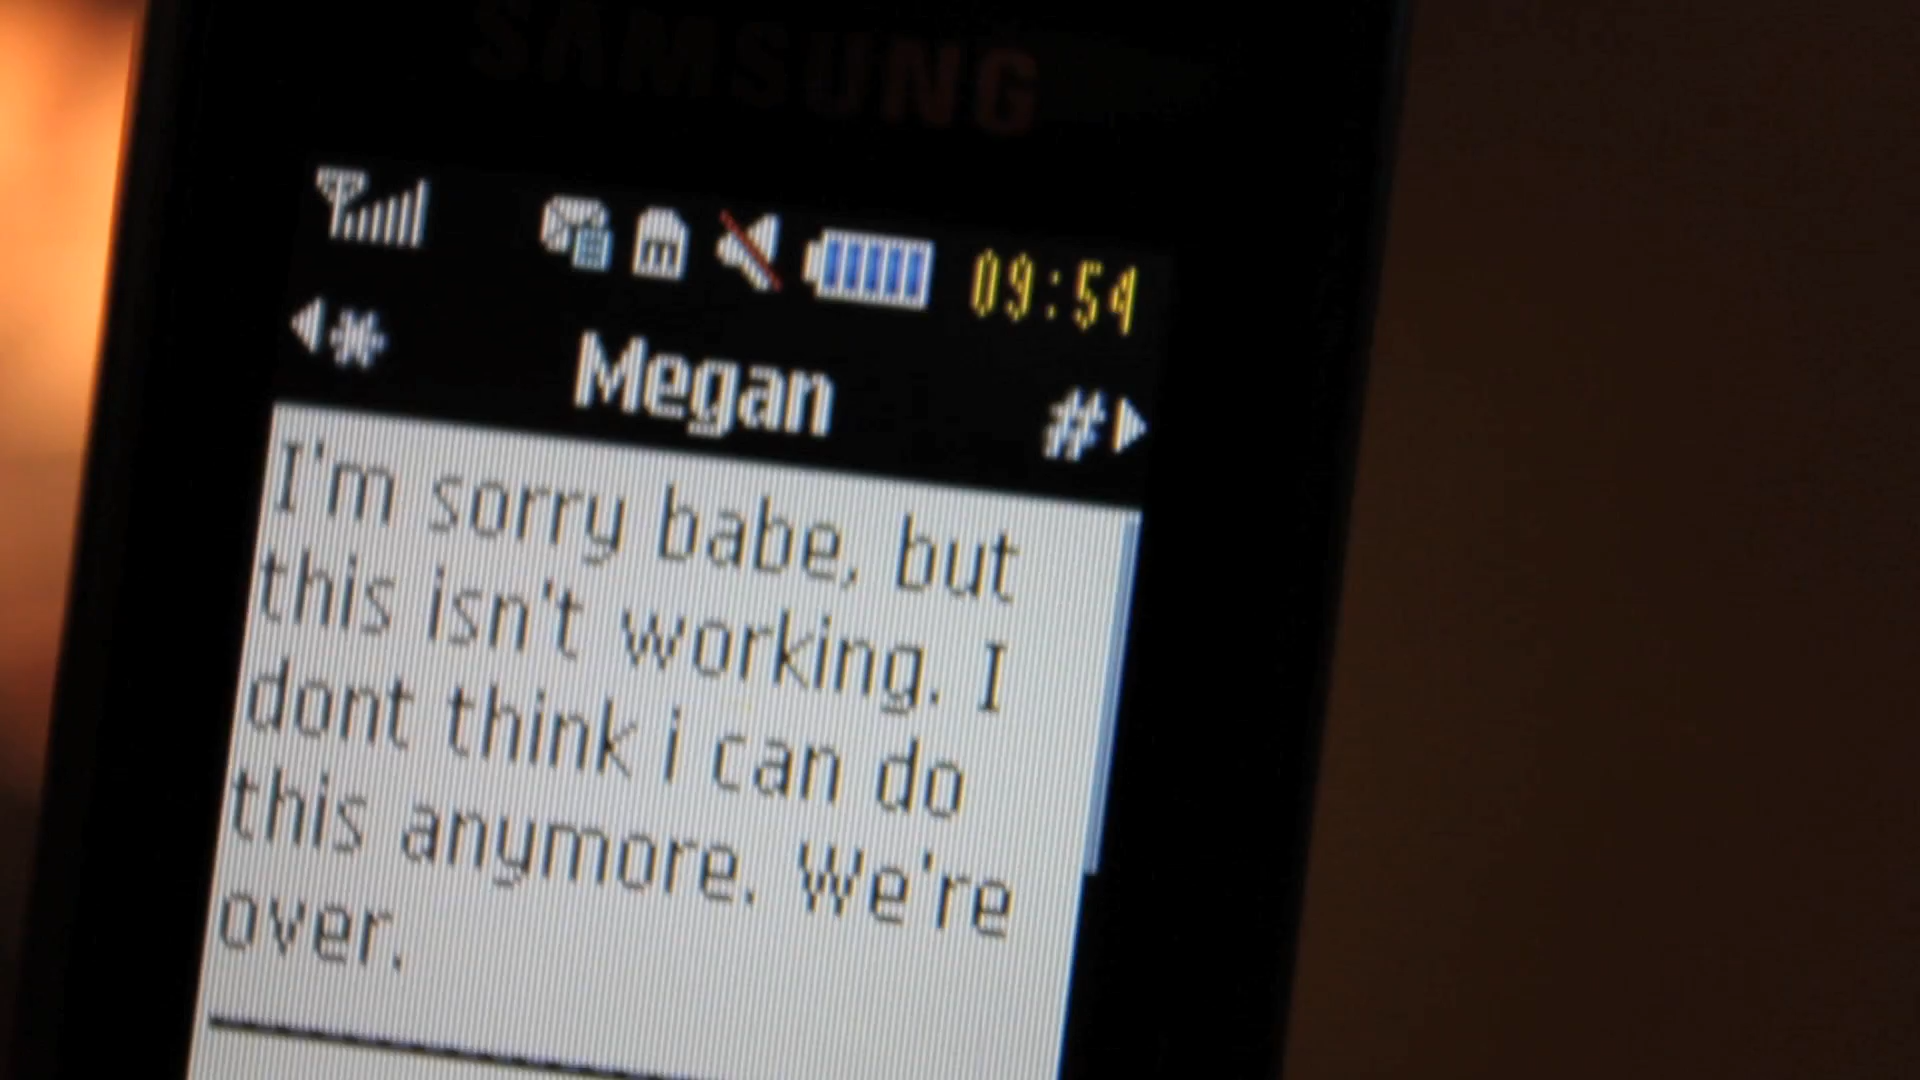 SAMSUNG
09:54
Megan
#
I'm sorry babe, but
this isn't working. I
dont think i can do
this anymore. We're
over.